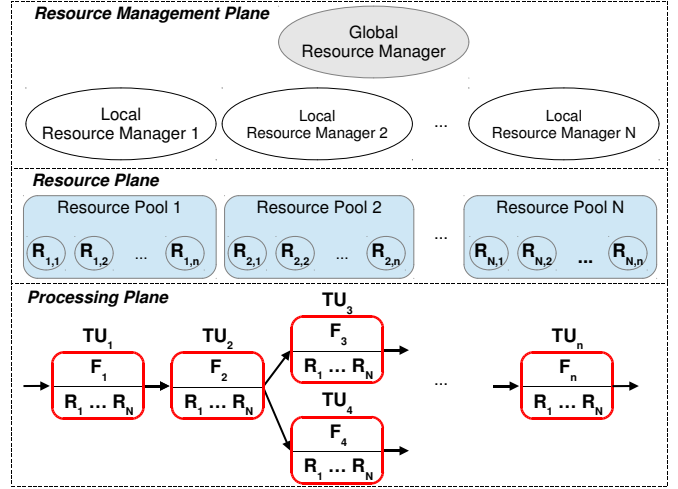 Resource Management Plane
Global
Resource Manager
Local
Resource Manager 1
Local
Resource Manager 2
...
Local
Resource Manager N
Resource Plane
Resource Pool 1
R1,1 R1,2 ... R1,n
Resource Pool 2
R2,1 R2,2 ... R2,n
...
Resource Pool N
RN,1 RN,2 ... RN,n
Processing Plane
TU1
F1
R1 ... RN
TU2
F2
R1 ... RN
TU3
F3
R1 ... RN
TU4
F4
R1 ... RN
...
TUn
Fn
R1 ... RN